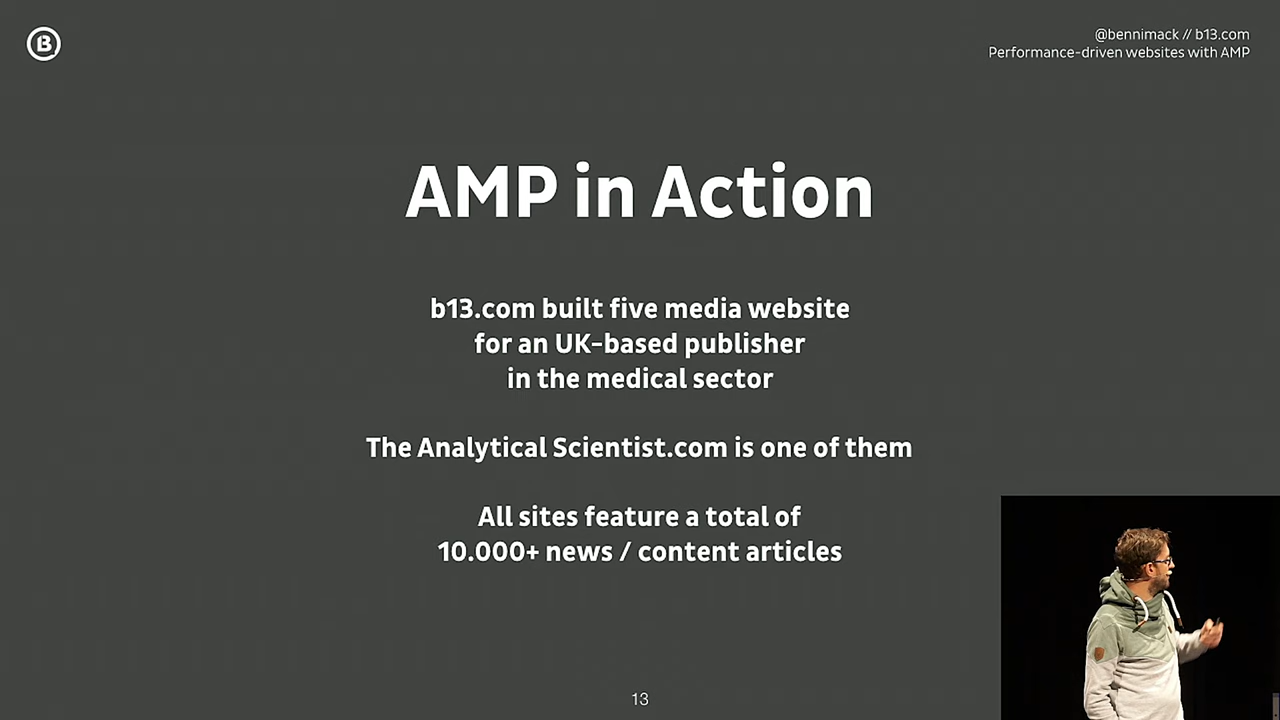 B
@bennimack // b13.com
Performance-driven websites with AMP
AMP in Action
b13.com built five media website
for an UK-based publisher
in the medical sector
The Analytical Scientist.com is one of them
All sites feature a total of
10.000+ news / content articles
13